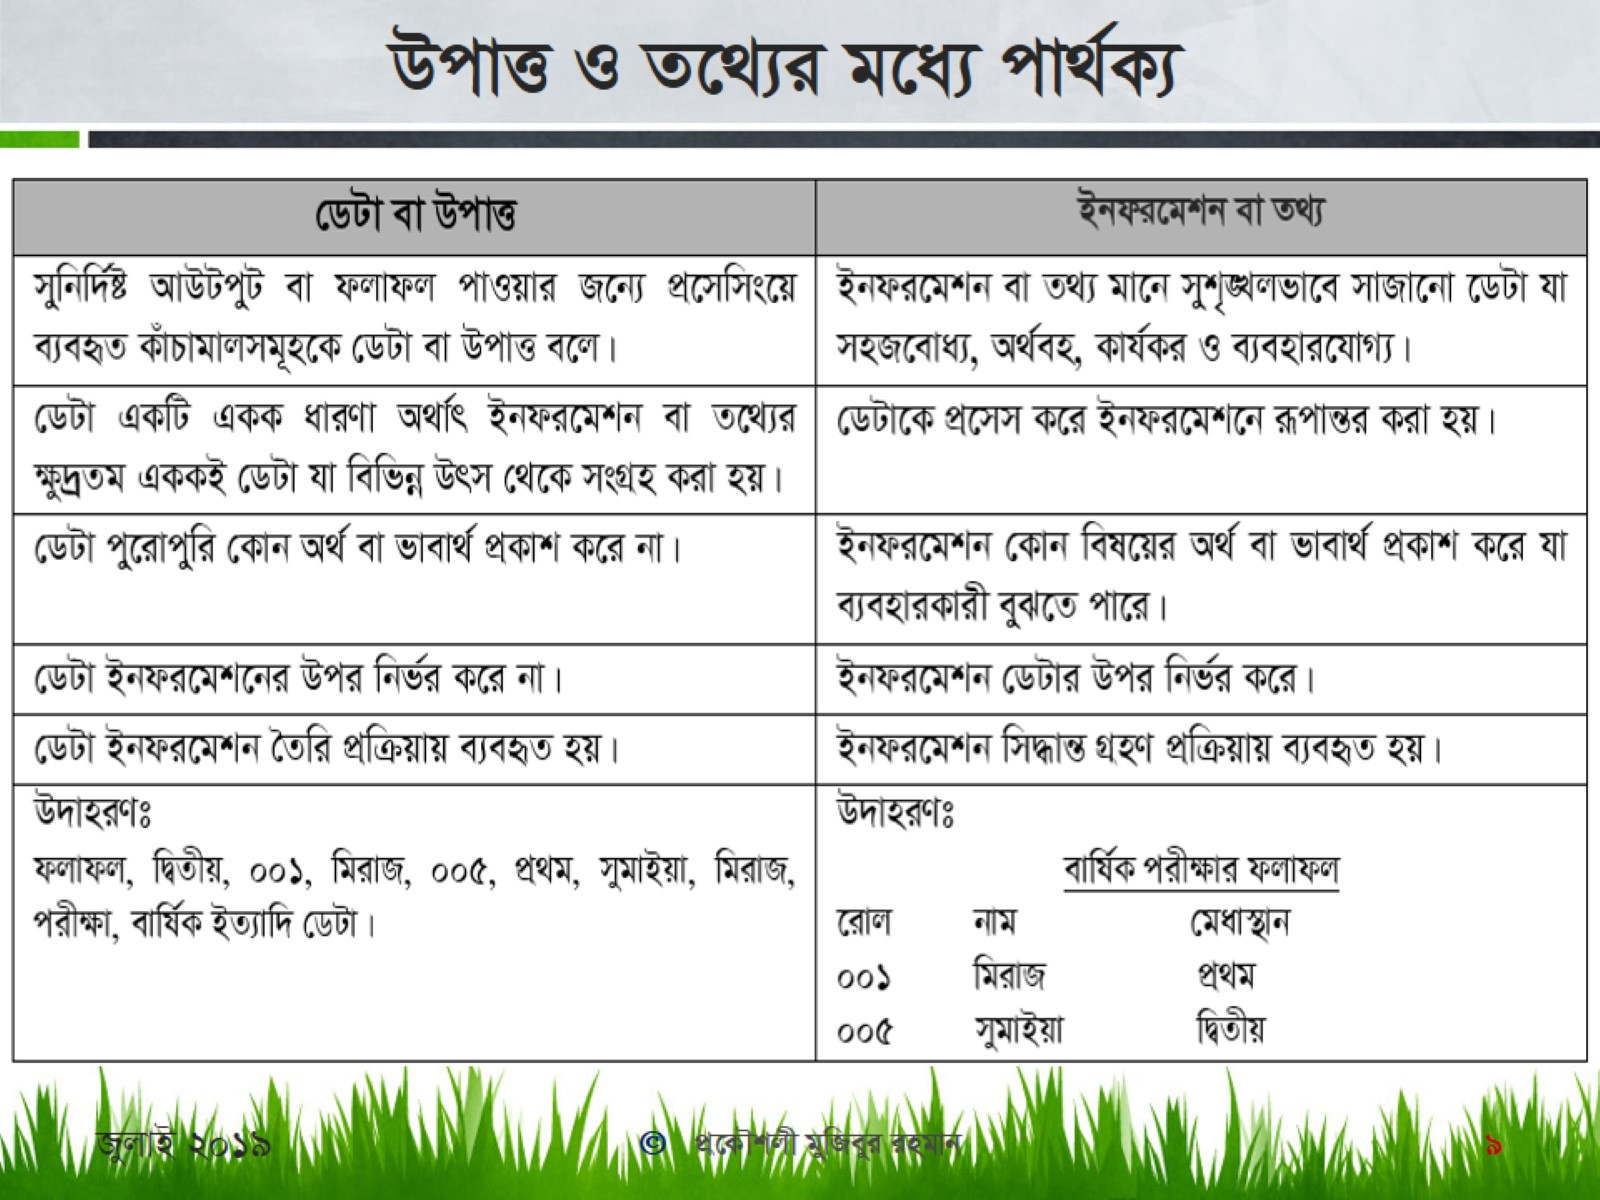 উপাত্ত ও তথ্যের মধ্যে পার্থক্য
ডেটা বা উপাত্ত
ইনফরমেশন বা তথ্য
সুনির্দিষ্ট আউটপুট বা ফলাফল পাওয়ার জন্যে প্রসেসিংয়ে
ব্যবহৃত কাঁচামালসমূহকে ডেটা বা উপাত্ত বলে।
ইনফরমেশন বা তথ্য মানে সুশৃঙ্খলভাবে সাজানো ডেটা যা
সহজবোধ্য, অর্থবহ, কার্যকর ও ব্যবহারযোগ্য।
ডেটা একটি একক ধারণা অর্থাৎ ইনফরমেশন বা তথ্যের
ক্ষুদ্রতম এককই ডেটা যা বিভিন্ন উৎস থেকে সংগ্রহ করা হয়।
ডেটাকে প্রসেস করে ইনফরমেশনে রূপান্তর করা হয়।
ডেটা পুরোপুরি কোন অর্থ বা ভাবার্থ প্রকাশ করে না।
ইনফরমেশন কোন বিষয়ের অর্থ বা ভাবার্থ প্রকাশ করে যা
ব্যবহারকারী বুঝতে পারে।
ডেটা ইনফরমেশনের উপর নির্ভর করে না।
ইনফরমেশন ডেটার উপর নির্ভর করে।
ডেটা ইনফরমেশন তৈরি প্রক্রিয়ায় ব্যবহৃত হয়।
ইনফরমেশন সিদ্ধান্ত গ্রহণ প্রক্রিয়ায় ব্যবহৃত হয়।
উদাহরণঃ
ফলাফল, দ্বিতীয়, ০০১, মিরাজ, ০০৫, প্রথম, সুমাইয়া, মিরাজ,
পরীক্ষা, বার্ষিক ইত্যাদি ডেটা।
উদাহরণঃ
বার্ষিক পরীক্ষার ফলাফল
রোল নাম মেধাস্থান
০০১ মিরাজ প্রথম
০০৫ সুমাইয়া দ্বিতীয়
জুলাই ২০১৯ © প্রকৌশলী মুজিবুর রহমান ৯